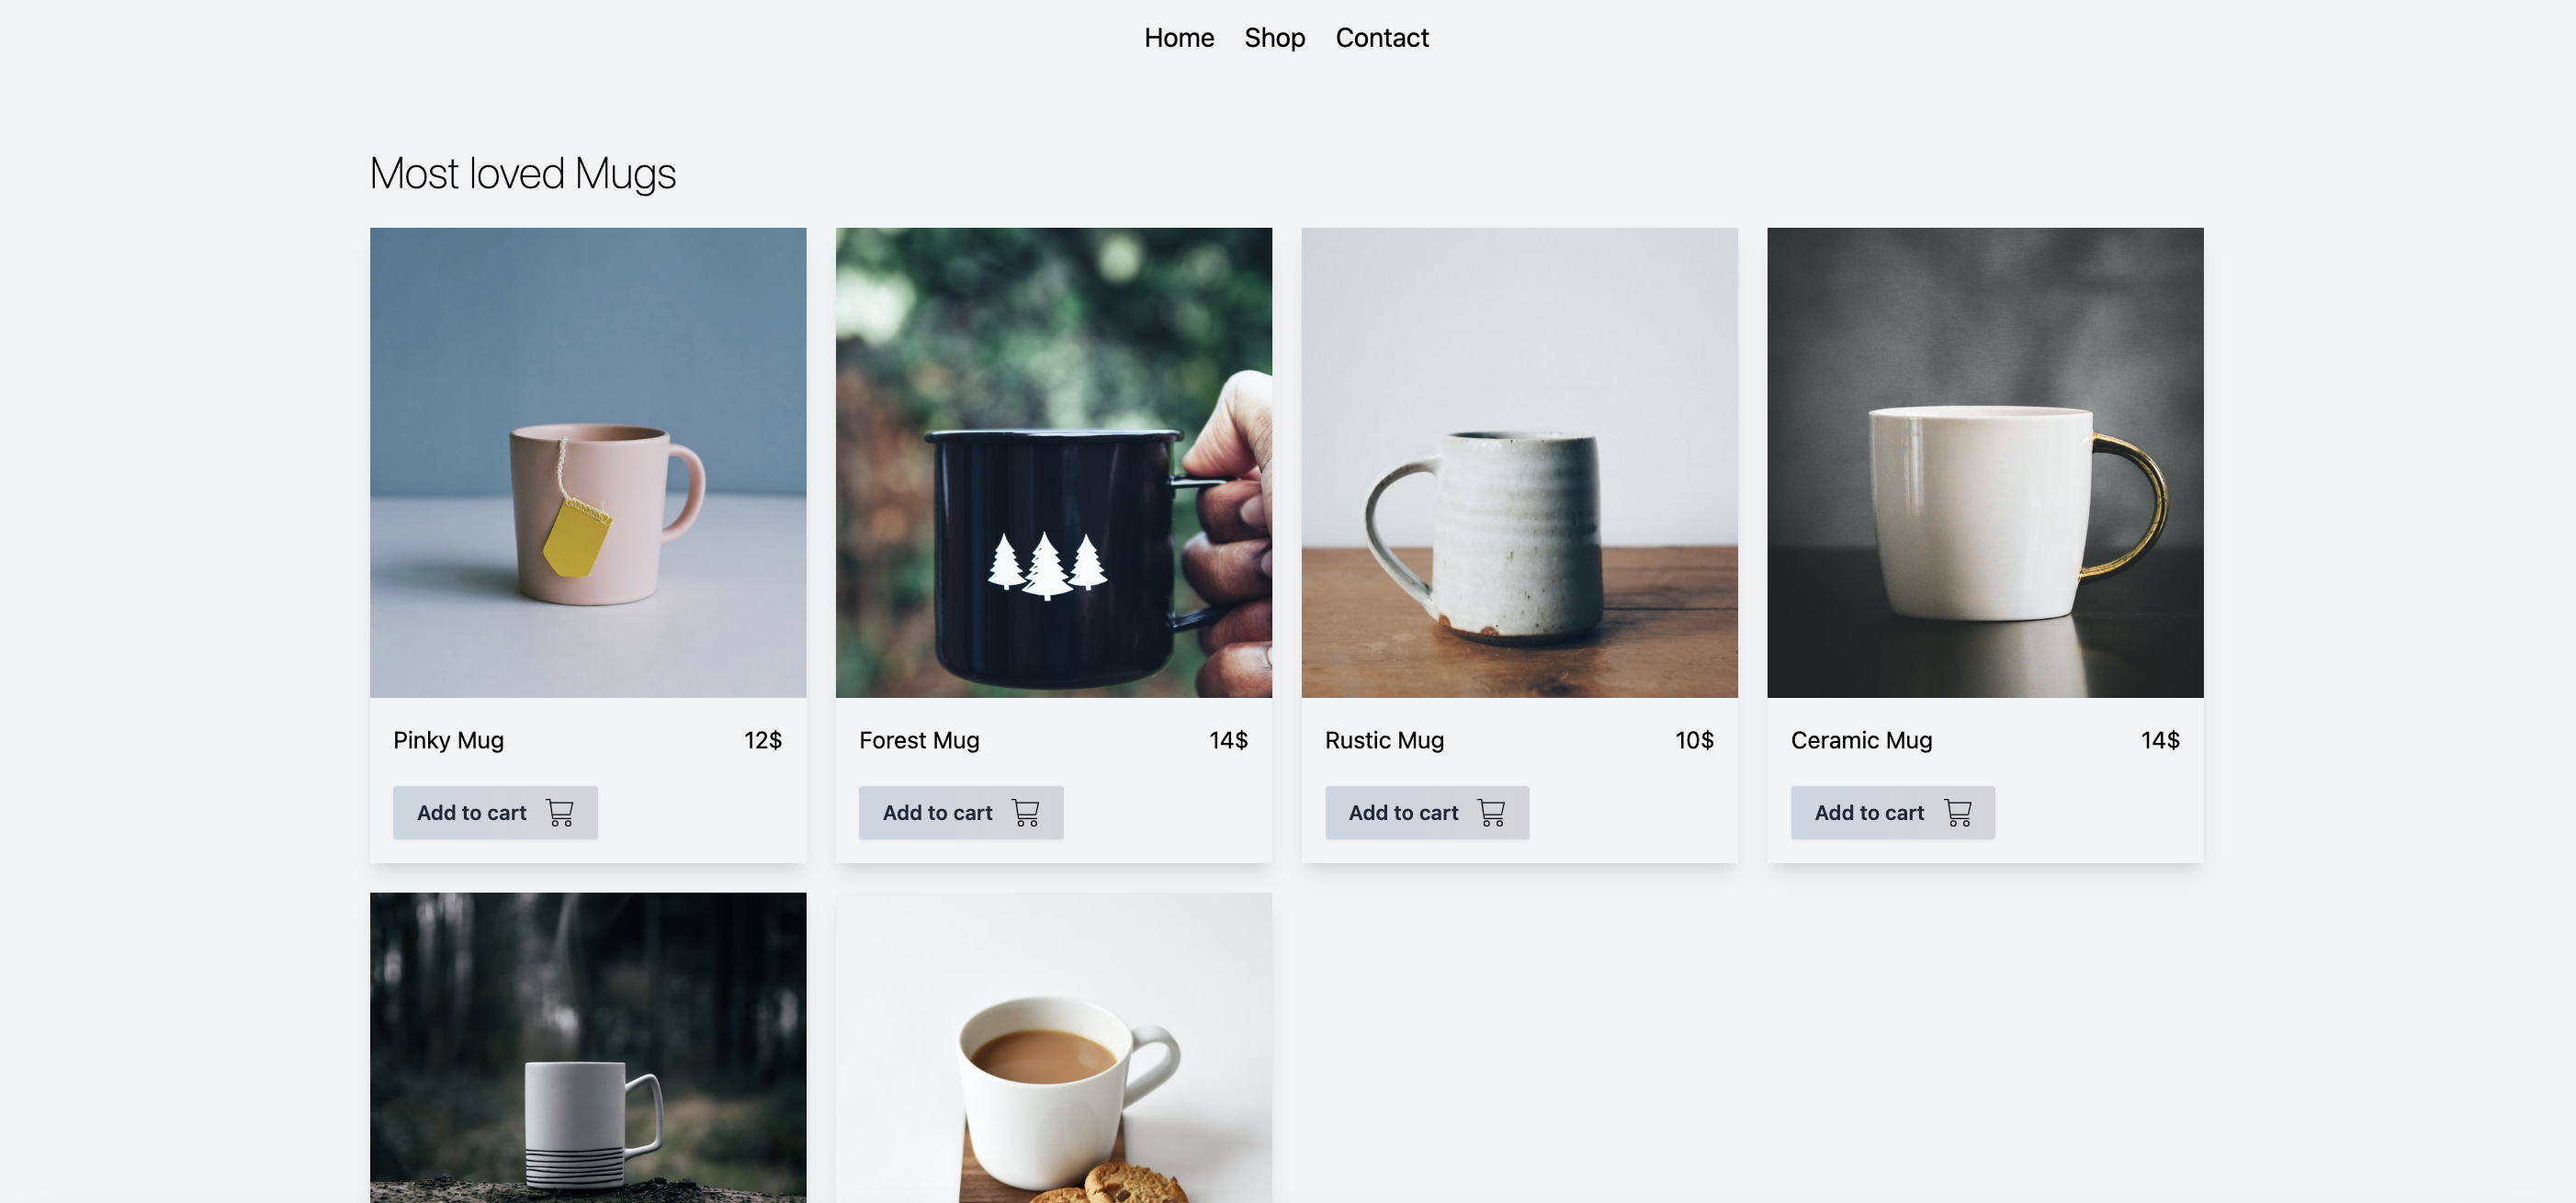 Home Shop Contact
Most loved Mugs
Pinky Mug 12$
Forest Mug 14$
Rustic Mug 10$
Ceramic Mug 14$
Add to cart
Add to cart
Add to cart
Add to cart